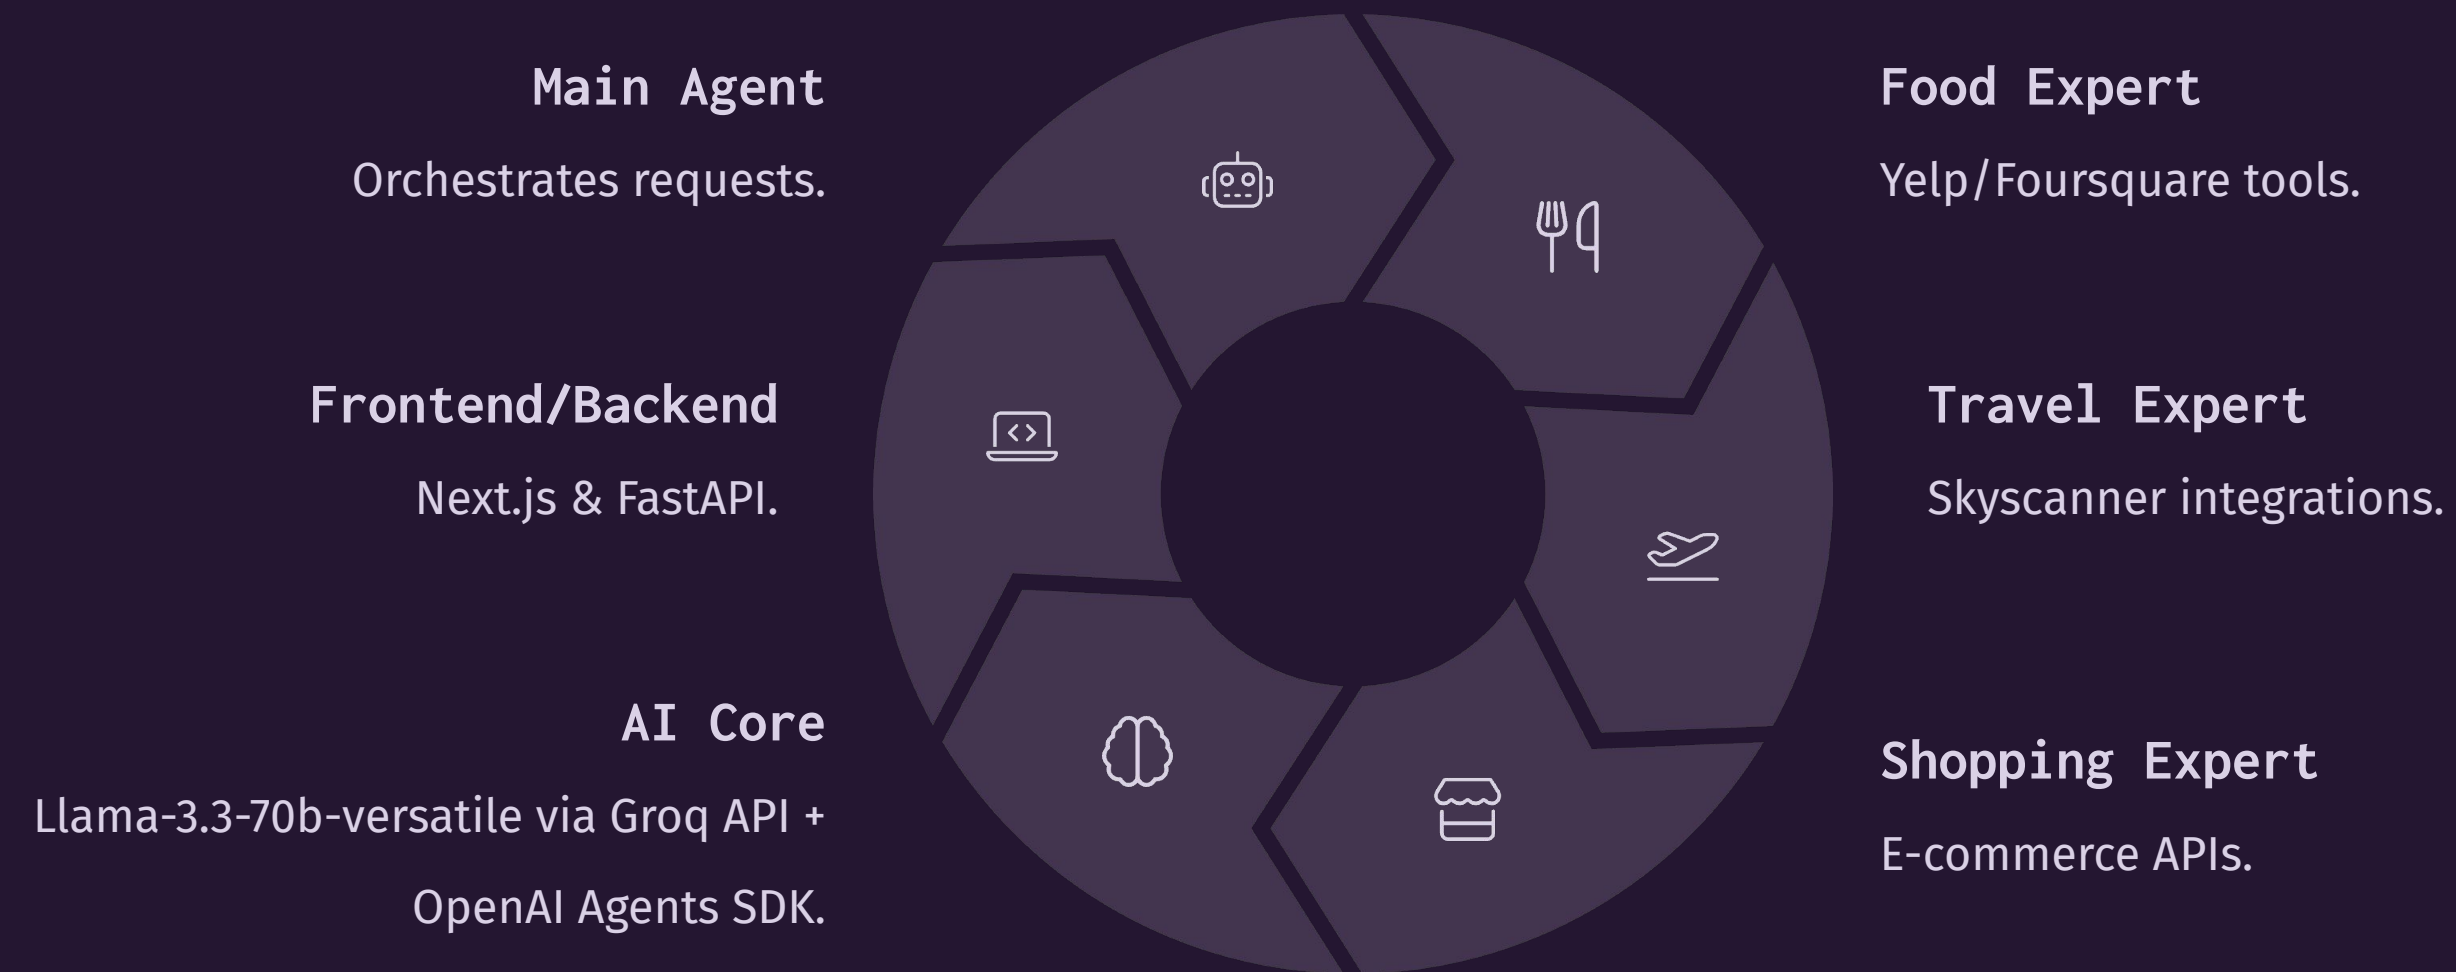 Main Agent
Orchestrates requests.
Food Expert
Yelp/Foursquare tools.
Frontend/Backend
Next.js & FastAPI.
Travel Expert
Skyscanner integrations.
AI Core
Llama-3.3-70b-versatile via Groq API +
OpenAI Agents SDK.
Shopping Expert
E-commerce APIs.